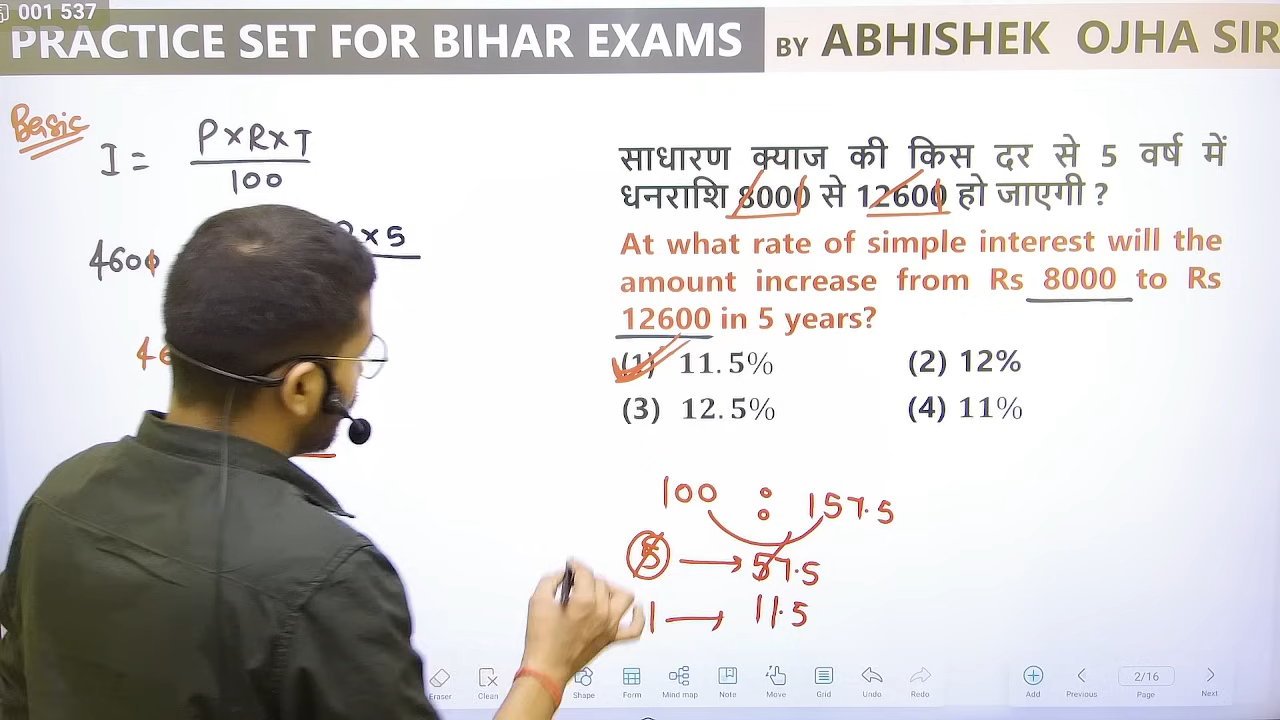 001 537
PRACTICE SET FOR BIHAR EXAMS BY ABHISHEK OJHA SIR
Basic
I = P×R×T
100
साधारण क्याज की किस दर से 5 वर्ष में
धनराशि 8000 से 12600 हो जाएगी ?
At what rate of simple interest will the
amount increase from Rs 8000 to Rs
12600 in 5 years?
(1) 11.5% (2) 12%
(3) 12.5% (4) 11%
4600
×5
46
100 : 157.5
5 → 57.5
1 → 11.5
Eraser Clean Shape Form Mind map Note Move Grid Undo Redo Add Previous 2/16 Page Next